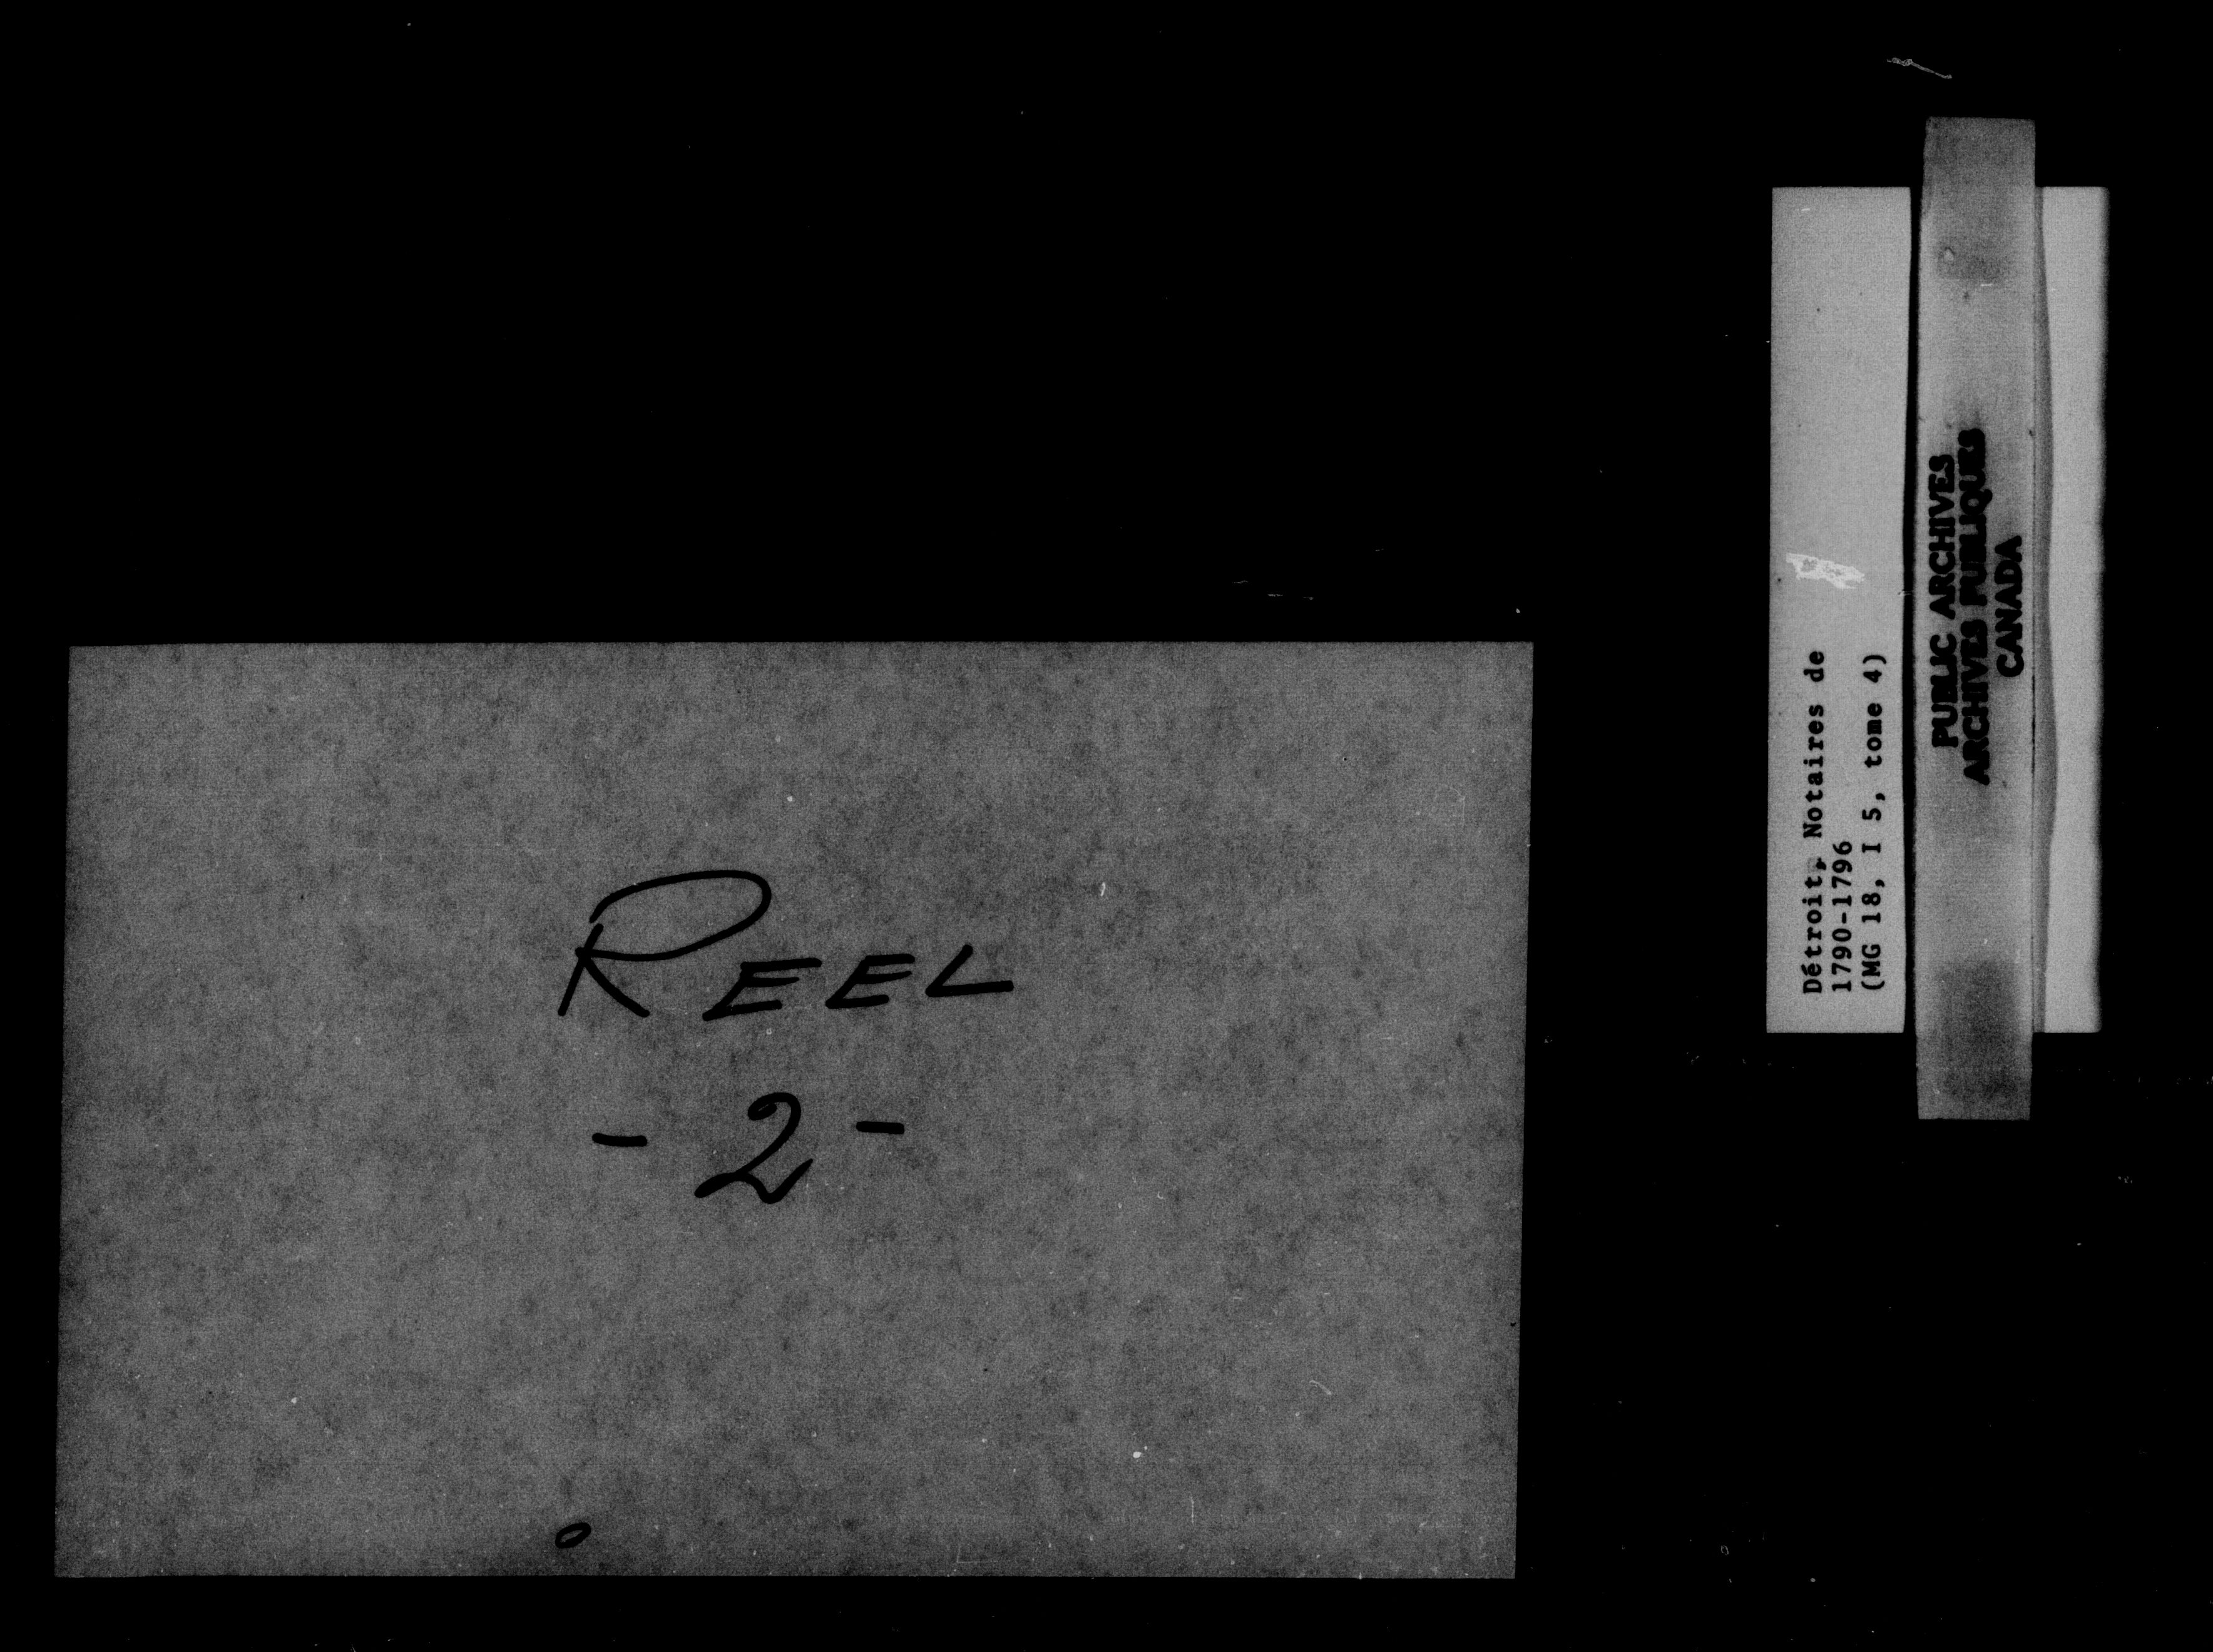 REEL
- 2 -
Détroit, Notaires de
1790-1796
(MG 18, I 5, tome 4)
PUBLIC ARCHIVES
ARCHIVES PUBLIQUES
CANADA